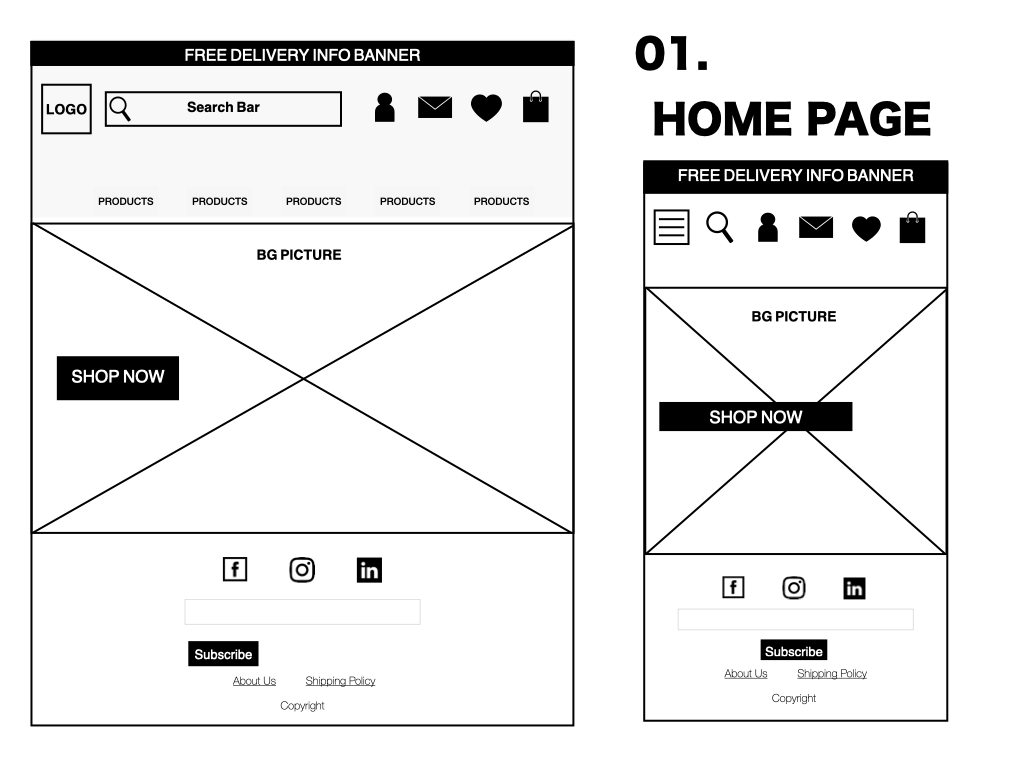 FREE DELIVERY INFO BANNER
LOGO
Search Bar
PRODUCTS PRODUCTS PRODUCTS PRODUCTS PRODUCTS
BG PICTURE
SHOP NOW
f in
Subscribe
About Us Shipping Policy
Copyright
01.
HOME PAGE
FREE DELIVERY INFO BANNER
BG PICTURE
SHOP NOW
f in
Subscribe
About Us Shipping Policy
Copyright